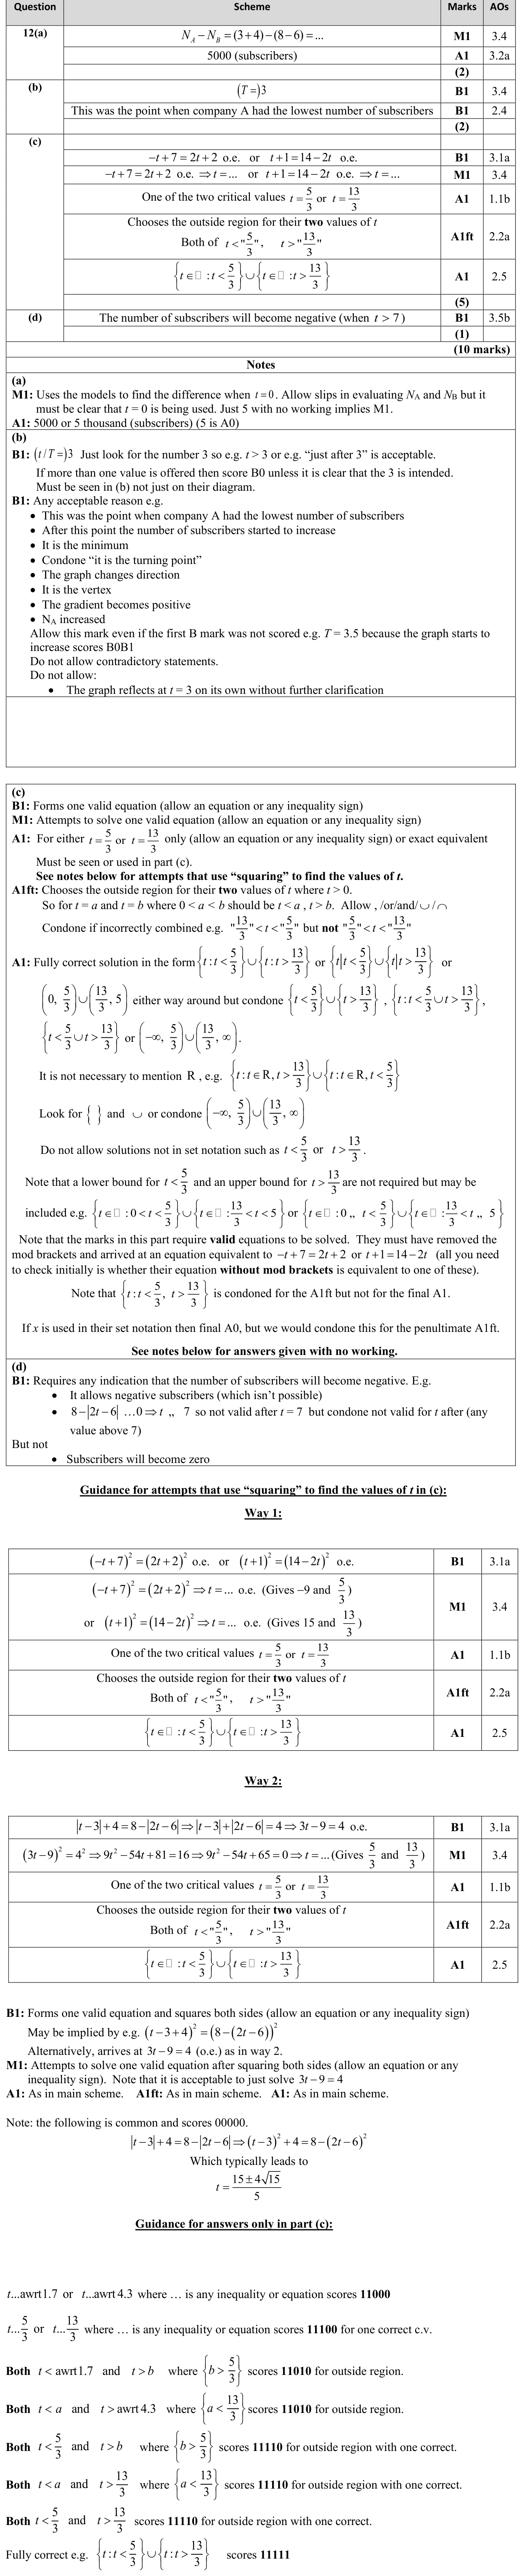 Question Scheme Marks AOs
12(a) N_A − N_B = (3+4) − (8−6) = ... M1 3.4
5000 (subscribers) A1 3.2a
(2)
(b) (T =)3 B1 3.4
This was the point when company A had the lowest number of subscribers B1 2.4
(2)
(c)
−t + 7 = 2t + 2 o.e. or t + 1 = 14 − 2t o.e. B1 3.1a
−t + 7 = 2t + 2 o.e. ⇒ t = ... or t + 1 = 14 − 2t o.e. ⇒ t = ... M1 3.4
One of the two critical values t = 5/3 or t = 13/3 A1 1.1b
Chooses the outside region for their two values of t
Both of t < "5/3", t > "13/3" A1ft 2.2a
{t ∈ □ : t < 5/3} ∪ {t ∈ □ : t > 13/3} A1 2.5
(5)
(d) The number of subscribers will become negative (when t > 7) B1 3.5b
(1)
(10 marks)
Notes
(a)
M1: Uses the models to find the difference when t = 0. Allow slips in evaluating N_A and N_B but it
must be clear that t = 0 is being used. Just 5 with no working implies M1.
A1: 5000 or 5 thousand (subscribers) (5 is A0)
(b)
B1: (t / T =)3 Just look for the number 3 so e.g. t > 3 or e.g. “just after 3” is acceptable.
If more than one value is offered then score B0 unless it is clear that the 3 is intended.
Must be seen in (b) not just on their diagram.
B1: Any acceptable reason e.g.
• This was the point when company A had the lowest number of subscribers
• After this point the number of subscribers started to increase
• It is the minimum
• Condone “it is the turning point”
• The graph changes direction
• It is the vertex
• The gradient becomes positive
• N_A increased
Allow this mark even if the first B mark was not scored e.g. T = 3.5 because the graph starts to
increase scores B0B1
Do not allow contradictory statements.
Do not allow:
• The graph reflects at t = 3 on its own without further clarification
(c)
B1: Forms one valid equation (allow an equation or any inequality sign)
M1: Attempts to solve one valid equation (allow an equation or any inequality sign)
A1: For either t = 5/3 or t = 13/3 only (allow an equation or any inequality sign) or exact equivalent
Must be seen or used in part (c).
See notes below for attempts that use “squaring” to find the values of t.
A1ft: Chooses the outside region for their two values of t where t > 0.
So for t = a and t = b where 0 < a < b should be t < a , t > b. Allow , /or/and/ ∪ / ∩
Condone if incorrectly combined e.g. "13/3" < t < "5/3" but not "5/3" < t < "13/3"
A1: Fully correct solution in the form {t : t < 5/3} ∪ {t : t > 13/3} or {t| t < 5/3} ∪ {t| t > 13/3} or
(0, 5/3) ∪ (13/3, 5) either way around but condone {t < 5/3} ∪ {t > 13/3} , {t : t < 5/3 ∪ t > 13/3} ,
{t < 5/3 ∪ t > 13/3} or (−∞, 5/3) ∪ (13/3, ∞).
It is not necessary to mention R , e.g. {t : t ∈ R, t > 13/3} ∪ {t : t ∈ R, t < 5/3}
Look for { } and ∪ or condone (−∞, 5/3) ∪ (13/3, ∞)
Do not allow solutions not in set notation such as t < 5/3 or t > 13/3 .
Note that a lower bound for t < 5/3 and an upper bound for t > 13/3 are not required but may be
included e.g. {t ∈ □ : 0 < t < 5/3} ∪ {t ∈ □ : 13/3 < t < 5} or {t ∈ □ : 0 ,, t < 5/3} ∪ {t ∈ □ : 13/3 < t ,, 5}
Note that the marks in this part require valid equations to be solved. They must have removed the
mod brackets and arrived at an equation equivalent to −t + 7 = 2t + 2 or t + 1 = 14 − 2t (all you need
to check initially is whether their equation without mod brackets is equivalent to one of these).
Note that {t : t < 5/3, t > 13/3} is condoned for the A1ft but not for the final A1.
If x is used in their set notation then final A0, but we would condone this for the penultimate A1ft.
See notes below for answers given with no working.
(d)
B1: Requires any indication that the number of subscribers will become negative. E.g.
• It allows negative subscribers (which isn’t possible)
• 8 − |2t − 6| ...0 ⇒ t ,, 7 so not valid after t = 7 but condone not valid for t after (any
value above 7)
But not
• Subscribers will become zero
Guidance for attempts that use “squaring” to find the values of t in (c):
Way 1:
(−t + 7)² = (2t + 2)² o.e. or (t + 1)² = (14 − 2t)² o.e. B1 3.1a
(−t + 7)² = (2t + 2)² ⇒ t = ... o.e. (Gives −9 and 5/3)
or (t + 1)² = (14 − 2t)² ⇒ t = ... o.e. (Gives 15 and 13/3) M1 3.4
One of the two critical values t = 5/3 or t = 13/3 A1 1.1b
Chooses the outside region for their two values of t
Both of t < "5/3", t > "13/3" A1ft 2.2a
{t ∈ □ : t < 5/3} ∪ {t ∈ □ : t > 13/3} A1 2.5
Way 2:
|t − 3| + 4 = 8 − |2t − 6| ⇒ |t − 3| + |2t − 6| = 4 ⇒ 3t − 9 = 4 o.e. B1 3.1a
(3t − 9)² = 4² ⇒ 9t² − 54t + 81 = 16 ⇒ 9t² − 54t + 65 = 0 ⇒ t = ... (Gives 5/3 and 13/3) M1 3.4
One of the two critical values t = 5/3 or t = 13/3 A1 1.1b
Chooses the outside region for their two values of t
Both of t < "5/3", t > "13/3" A1ft 2.2a
{t ∈ □ : t < 5/3} ∪ {t ∈ □ : t > 13/3} A1 2.5
B1: Forms one valid equation and squares both sides (allow an equation or any inequality sign)
May be implied by e.g. (t − 3 + 4)² = (8 − (2t − 6))²
Alternatively, arrives at 3t − 9 = 4 (o.e.) as in way 2.
M1: Attempts to solve one valid equation after squaring both sides (allow an equation or any
inequality sign). Note that it is acceptable to just solve 3t − 9 = 4
A1: As in main scheme. A1ft: As in main scheme. A1: As in main scheme.
Note: the following is common and scores 00000.
|t − 3| + 4 = 8 − |2t − 6| ⇒ (t − 3)² + 4 = 8 − (2t − 6)²
Which typically leads to
t = (15 ± 4√15)/5
Guidance for answers only in part (c):
t...awrt1.7 or t...awrt 4.3 where … is any inequality or equation scores 11000
t...5/3 or t...13/3 where … is any inequality or equation scores 11100 for one correct c.v.
Both t < awrt1.7 and t > b where {b > 5/3} scores 11010 for outside region.
Both t < a and t > awrt 4.3 where {a < 13/3} scores 11010 for outside region.
Both t < 5/3 and t > b where {b > 5/3} scores 11110 for outside region with one correct.
Both t < a and t > 13/3 where {a < 13/3} scores 11110 for outside region with one correct.
Both t < 5/3 and t > 13/3 scores 11110 for outside region with one correct.
Fully correct e.g. {t : t < 5/3} ∪ {t : t > 13/3} scores 11111